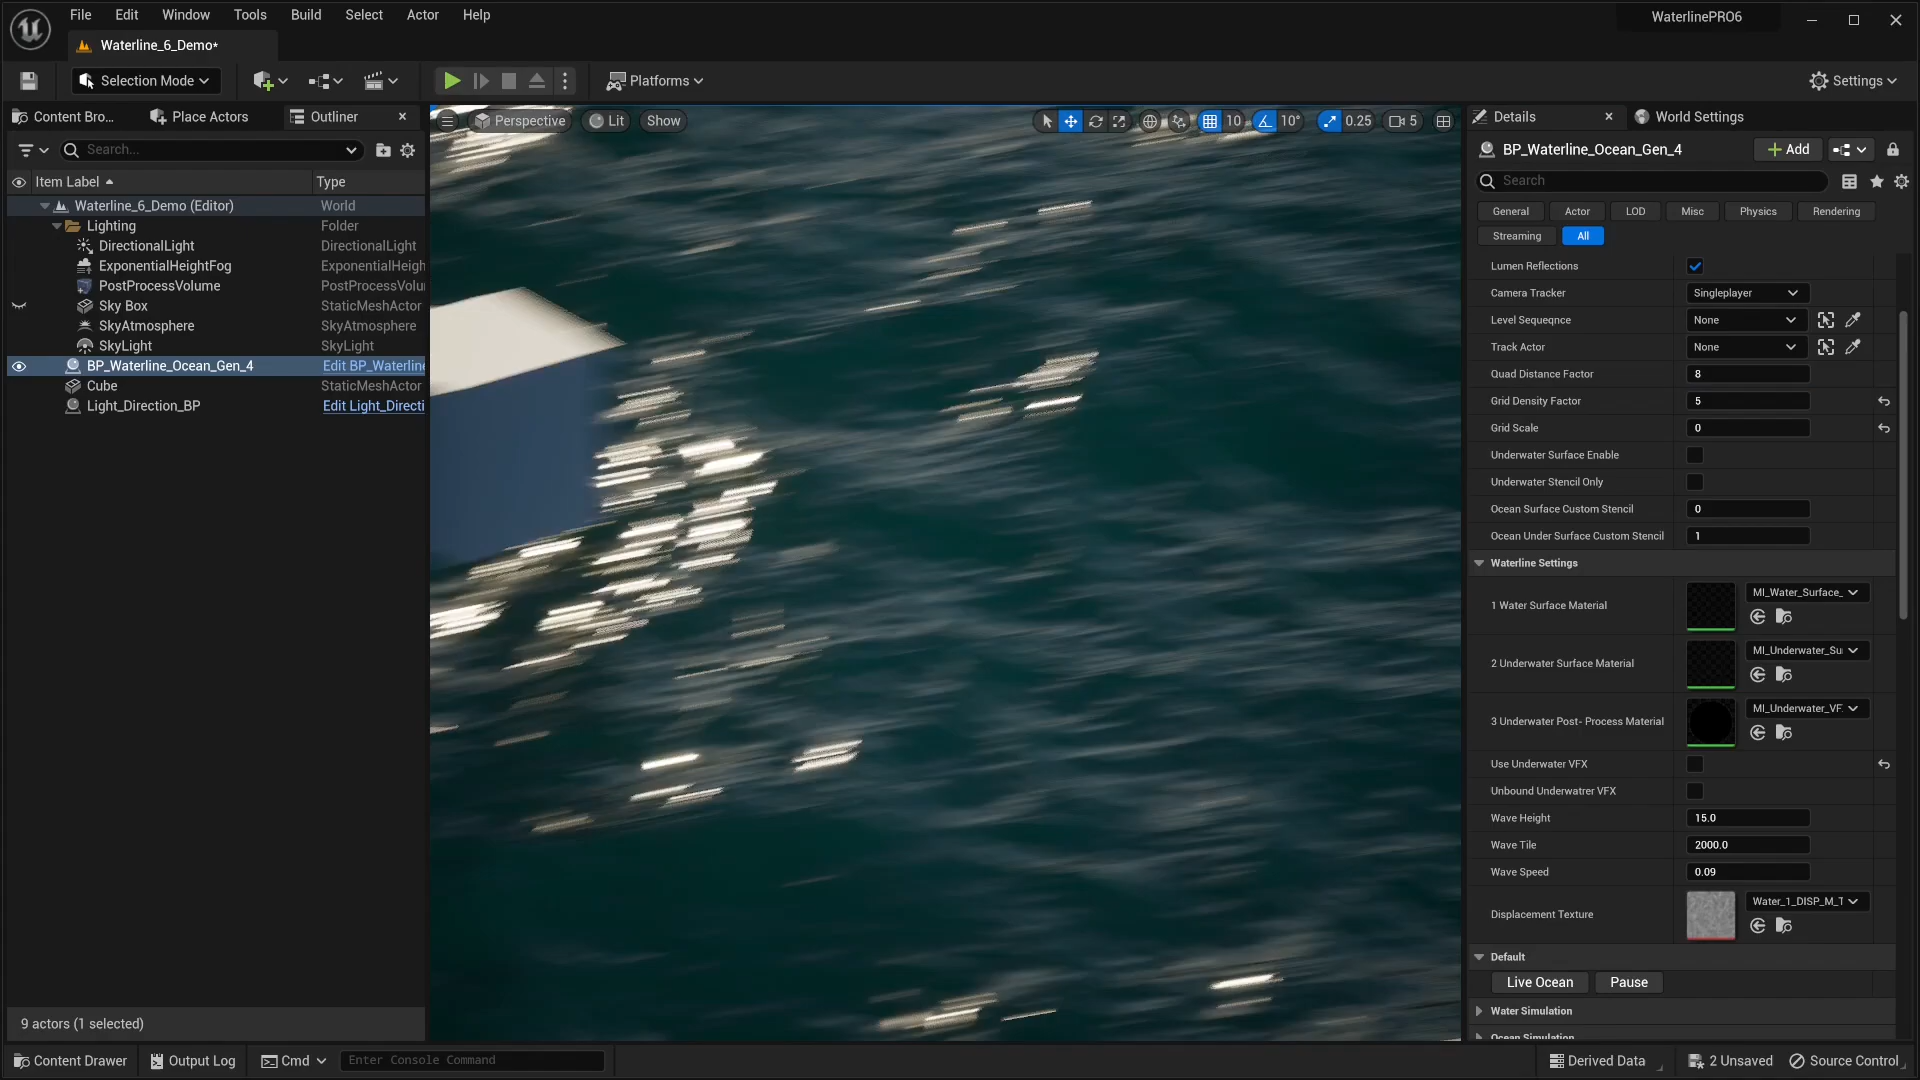 File Edit Window Tools Build Select Actor Help
WaterlinePRO6
Waterline_6_Demo*
Selection Mode
Platforms
Settings
Content Bro...
Place Actors
Outliner
Search...
Item Label
Type
Waterline_6_Demo (Editor) World
Lighting Folder
DirectionalLight DirectionalLight
ExponentialHeightFog ExponentialHeigh
PostProcessVolume PostProcessVolu
Sky Box StaticMeshActor
SkyAtmosphere SkyAtmosphere
SkyLight SkyLight
BP_Waterline_Ocean_Gen_4 Edit BP_Waterline
Cube StaticMeshActor
Light_Direction_BP Edit Light_Directi
9 actors (1 selected)
Perspective Lit Show
10 10° 0.25 5
Details
World Settings
BP_Waterline_Ocean_Gen_4
Add
Search
General Actor LOD Misc Physics Rendering
Streaming All
Lumen Reflections
Camera Tracker Singleplayer
Level Sequeqnce None
Track Actor None
Quad Distance Factor 8
Grid Density Factor 5
Grid Scale 0
Underwater Surface Enable
Underwater Stencil Only
Ocean Surface Custom Stencil 0
Ocean Under Surface Custom Stencil 1
Waterline Settings
1 Water Surface Material MI_Water_Surface_
2 Underwater Surface Material MI_Underwater_Su
3 Underwater Post- Process Material MI_Underwater_VF
Use Underwater VFX
Unbound Underwatrer VFX
Wave Height 15.0
Wave Tile 2000.0
Wave Speed 0.09
Displacement Texture Water_1_DISP_M_T
Default
Live Ocean Pause
Water Simulation
Ocean Simulation
Content Drawer Output Log Cmd Enter Console Command
Derived Data 2 Unsaved Source Control